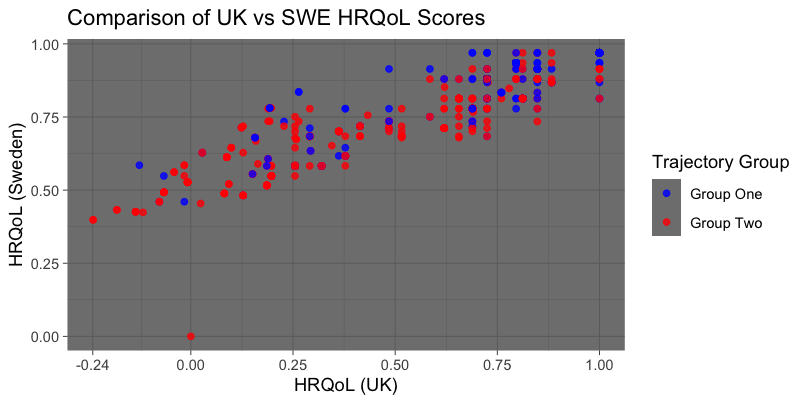 Comparison of UK vs SWE HRQoL Scores
HRQoL (Sweden)
1.00
0.75
0.50
0.25
0.00
-0.24
0.00
0.25
0.50
0.75
1.00
HRQoL (UK)
Trajectory Group
Group One
Group Two